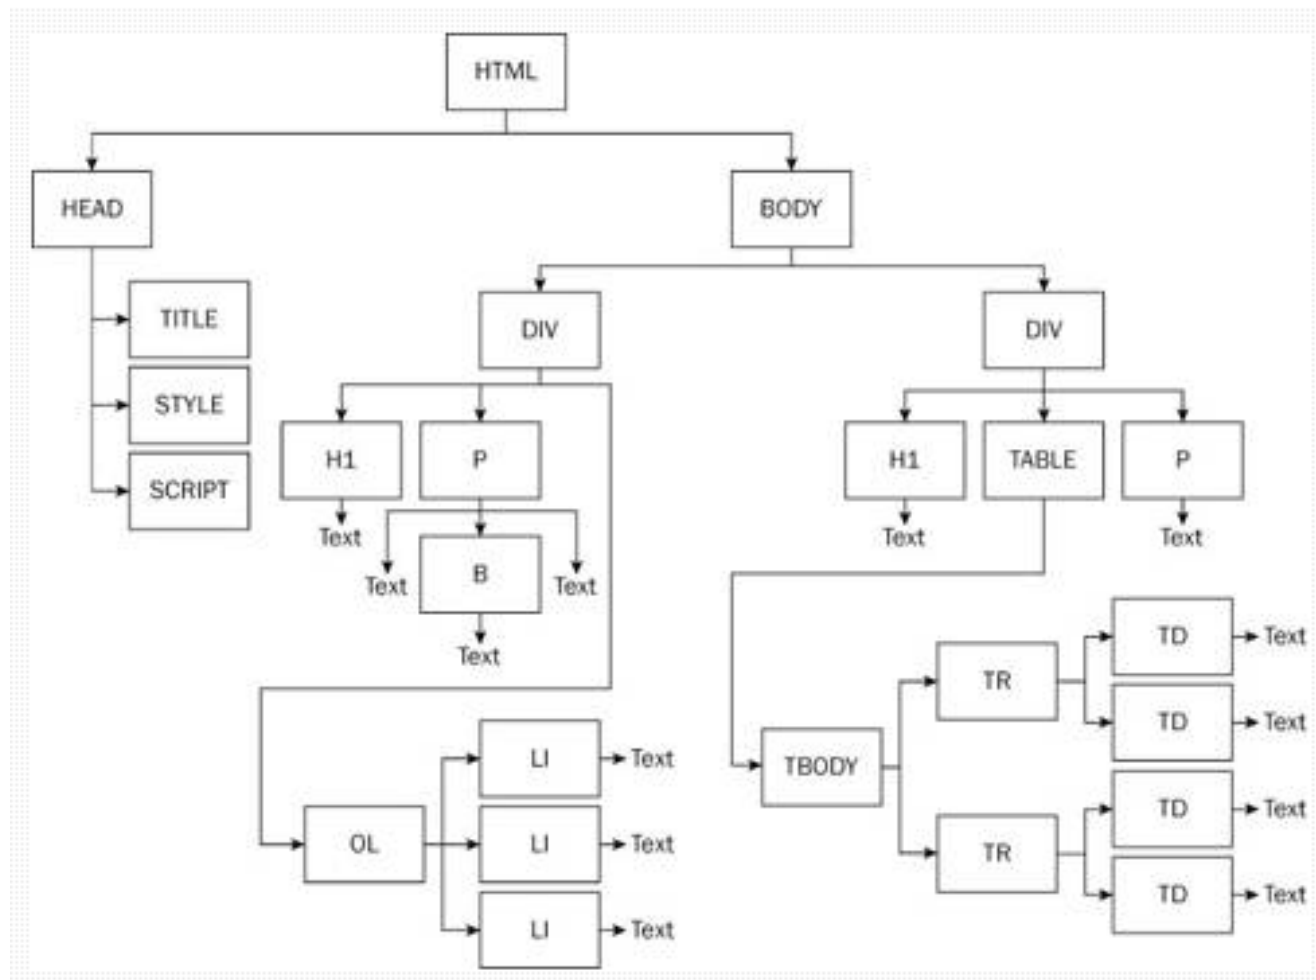 HTML
HEAD
BODY
TITLE
STYLE
SCRIPT
DIV
DIV
H1
P
H1
TABLE
P
Text
Text
B
Text
Text
Text
Text
Text
TD
Text
TR
TD
Text
LI
Text
TBODY
TD
Text
OL
LI
Text
TR
TD
Text
LI
Text